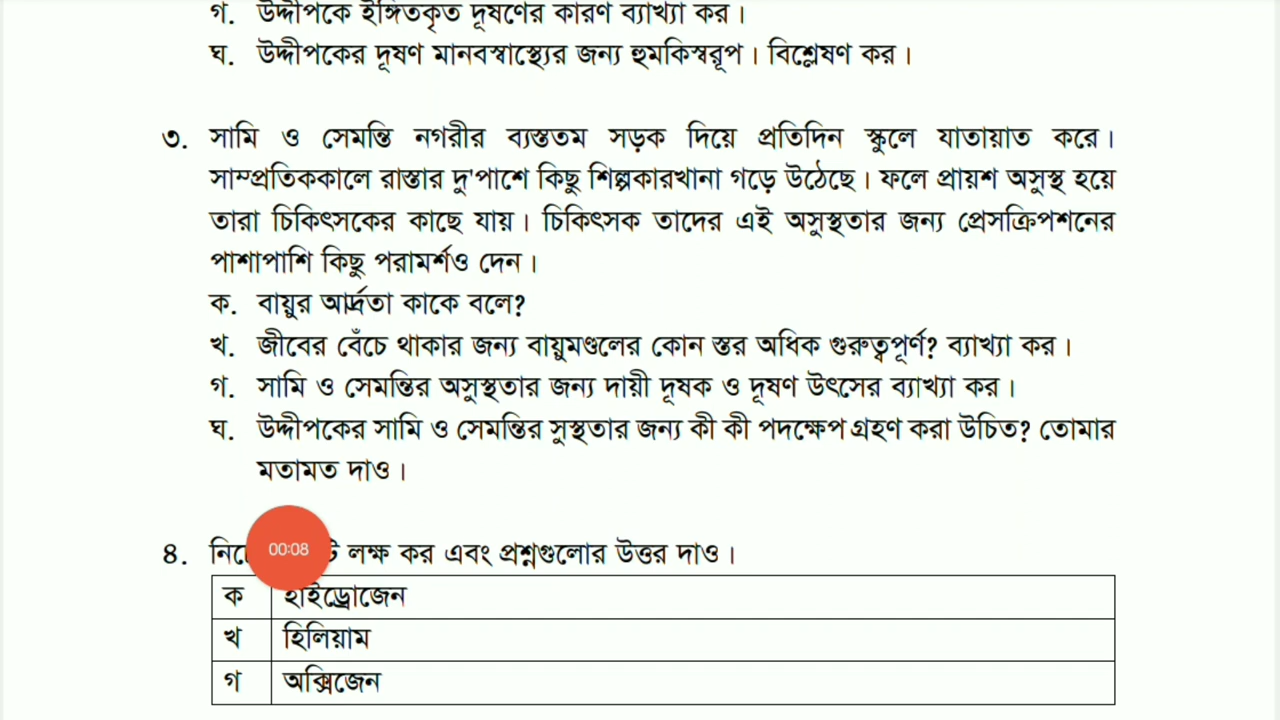 গ. উদ্দীপকে ইঙ্গিতকৃত দূষণের কারণ ব্যাখ্যা কর।
ঘ. উদ্দীপকের দূষণ মানবস্বাস্থ্যের জন্য হুমকিস্বরূপ। বিশ্লেষণ কর।
৩. সামি ও সেমন্তি নগরীর ব্যস্ততম সড়ক দিয়ে প্রতিদিন স্কুলে যাতায়াত করে।
সাম্প্রতিককালে রাস্তার দু'পাশে কিছু শিল্পকারখানা গড়ে উঠেছে। ফলে প্রায়শ অসুস্থ হয়ে
তারা চিকিৎসকের কাছে যায়। চিকিৎসক তাদের এই অসুস্থতার জন্য প্রেসক্রিপশনের
পাশাপাশি কিছু পরামর্শও দেন।
ক. বায়ুর আর্দ্রতা কাকে বলে?
খ. জীবের বেঁচে থাকার জন্য বায়ুমণ্ডলের কোন স্তর অধিক গুরুত্বপূর্ণ? ব্যাখ্যা কর।
গ. সামি ও সেমন্তির অসুস্থতার জন্য দায়ী দূষক ও দূষণ উৎসের ব্যাখ্যা কর।
ঘ. উদ্দীপকের সামি ও সেমন্তির সুস্থতার জন্য কী কী পদক্ষেপ গ্রহণ করা উচিত? তোমার
মতামত দাও।
৪. লক্ষ কর এবং প্রশ্নগুলোর উত্তর দাও।
00:08
ক হাইড্রোজেন
খ হিলিয়াম
গ অক্সিজেন